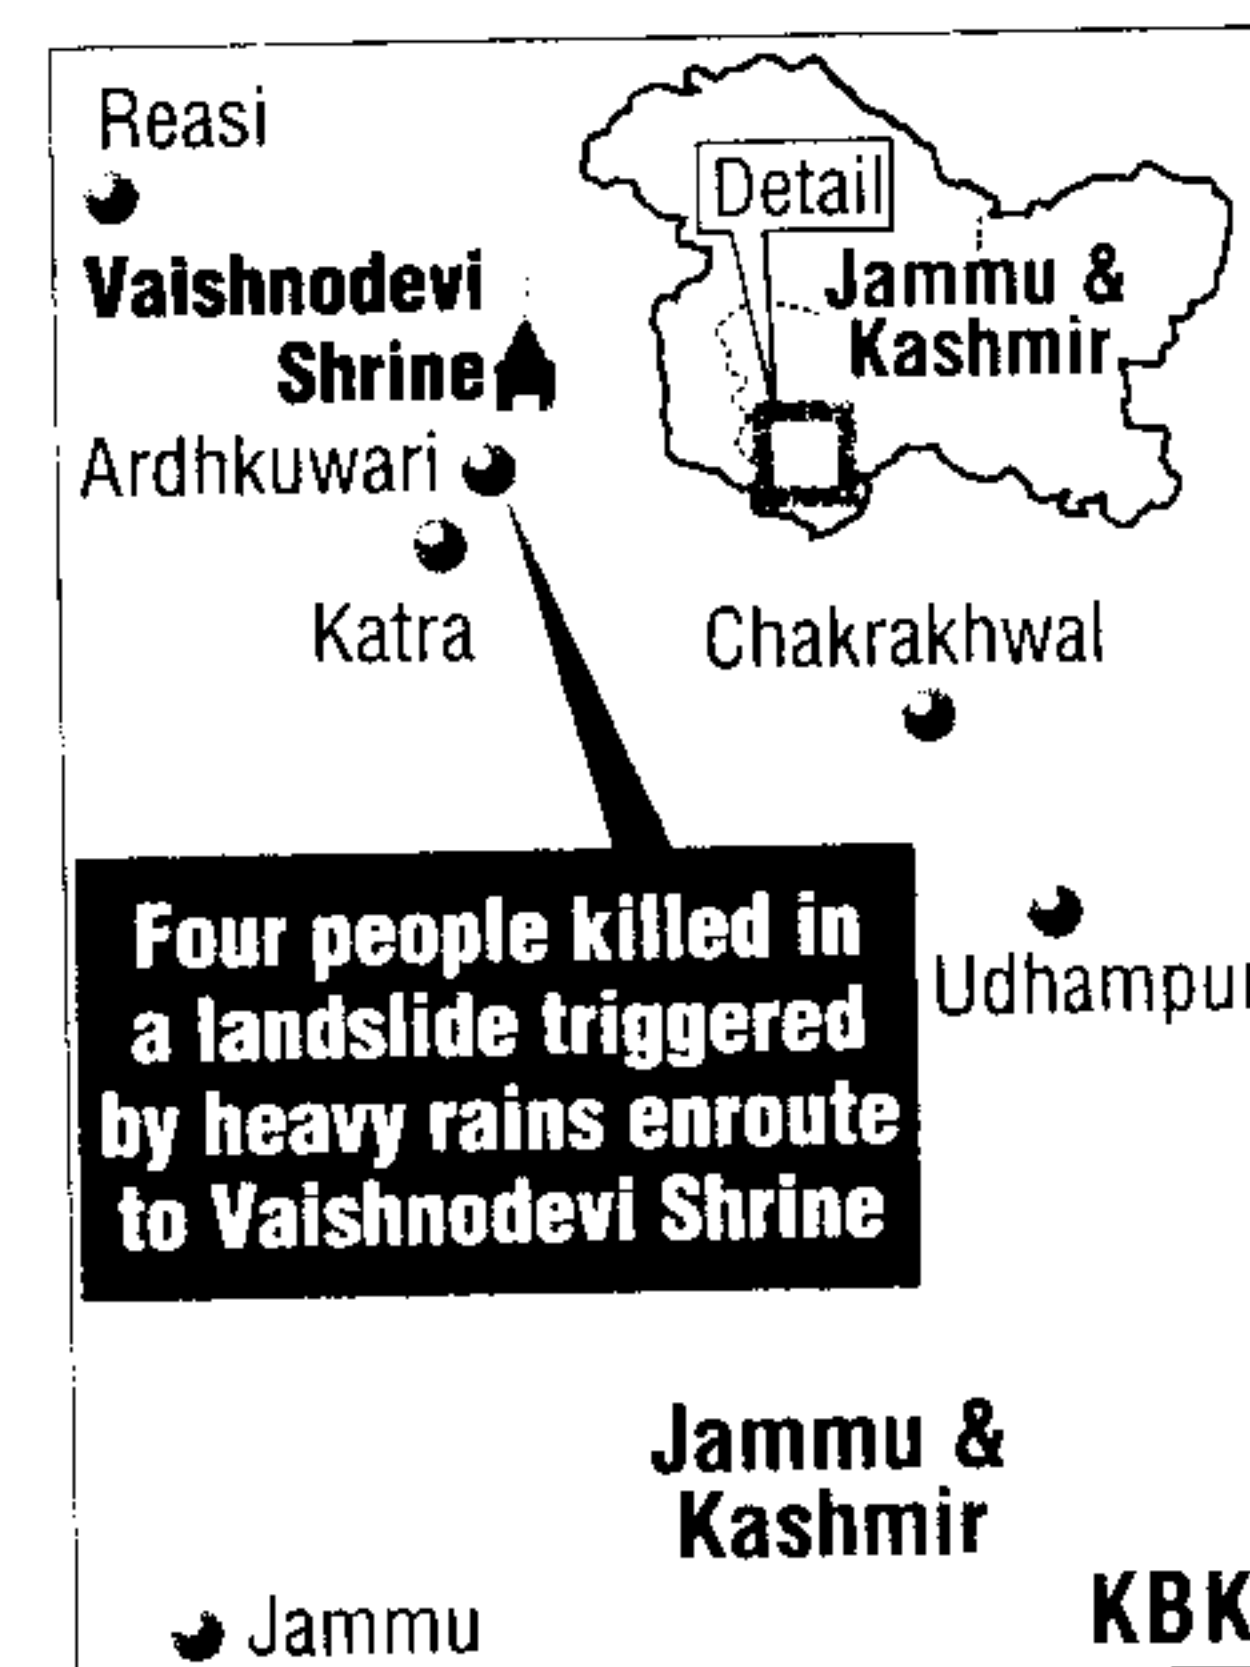 Reasi
Detail
Vaishnodevi
Shrine
Jammu &
Kashmir
Ardhkuwari
Katra
Chakrakhwal
Four people killed in
a landslide triggered
by heavy rains enroute
to Vaishnodevi Shrine
Udhampur
Jammu &
Kashmir
KBK
Jammu